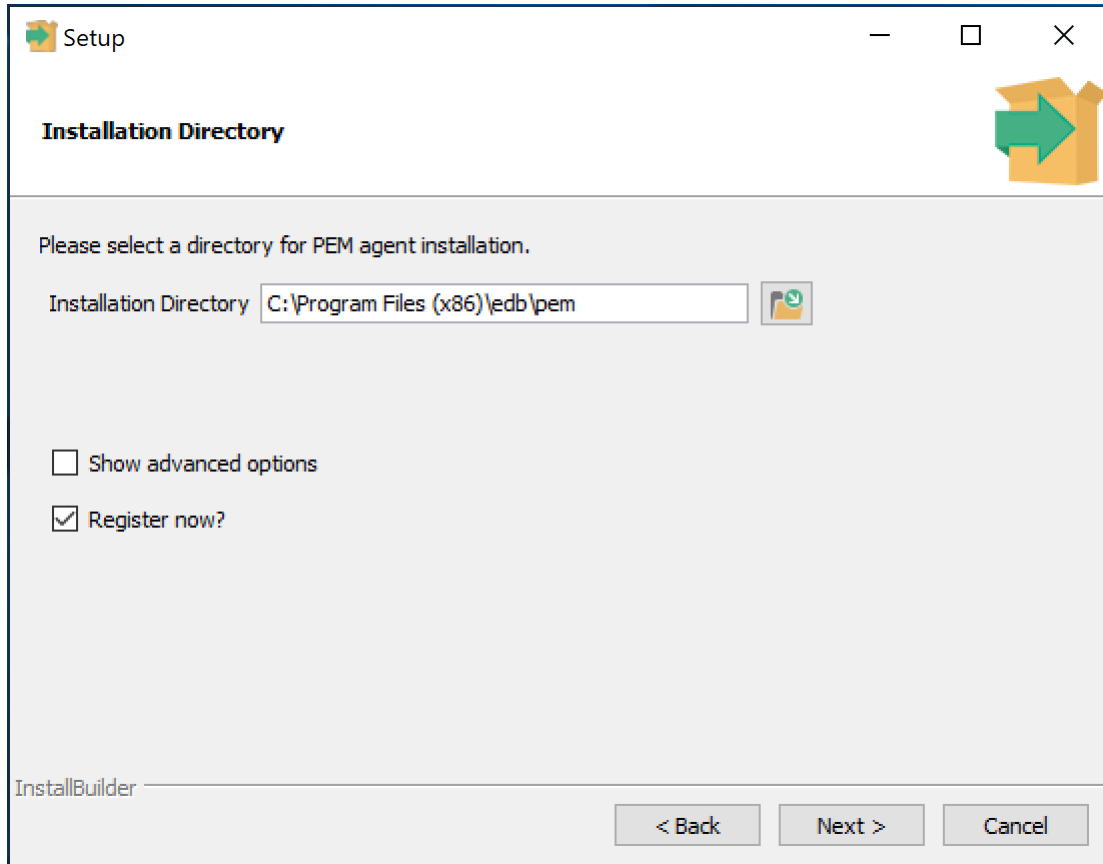 Setup
Installation Directory
Please select a directory for PEM agent installation.
Installation Directory C:\Program Files (x86)\edb\pem
Show advanced options
Register now?
InstallBuilder
< Back Next > Cancel